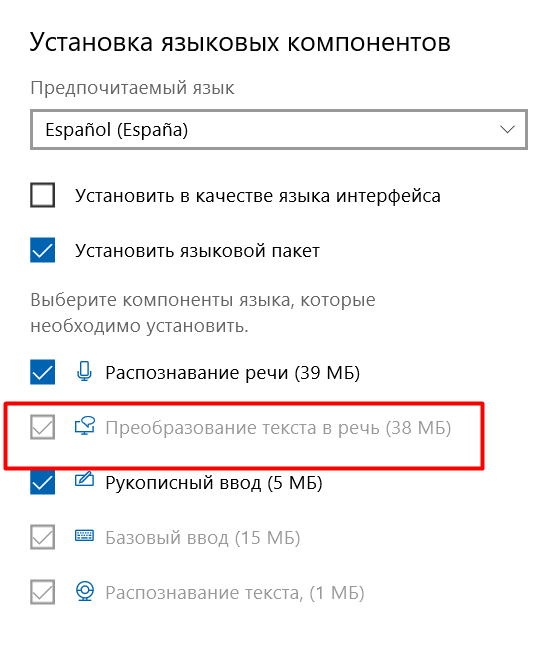 Установка языковых компонентов
Предпочитаемый язык
Español (España)
Установить в качестве языка интерфейса
Установить языковой пакет
Выберите компоненты языка, которые
необходимо установить.
Распознавание речи (39 МБ)
Преобразование текста в речь (38 МБ)
Рукописный ввод (5 МБ)
Базовый ввод (15 МБ)
Распознавание текста, (1 МБ)